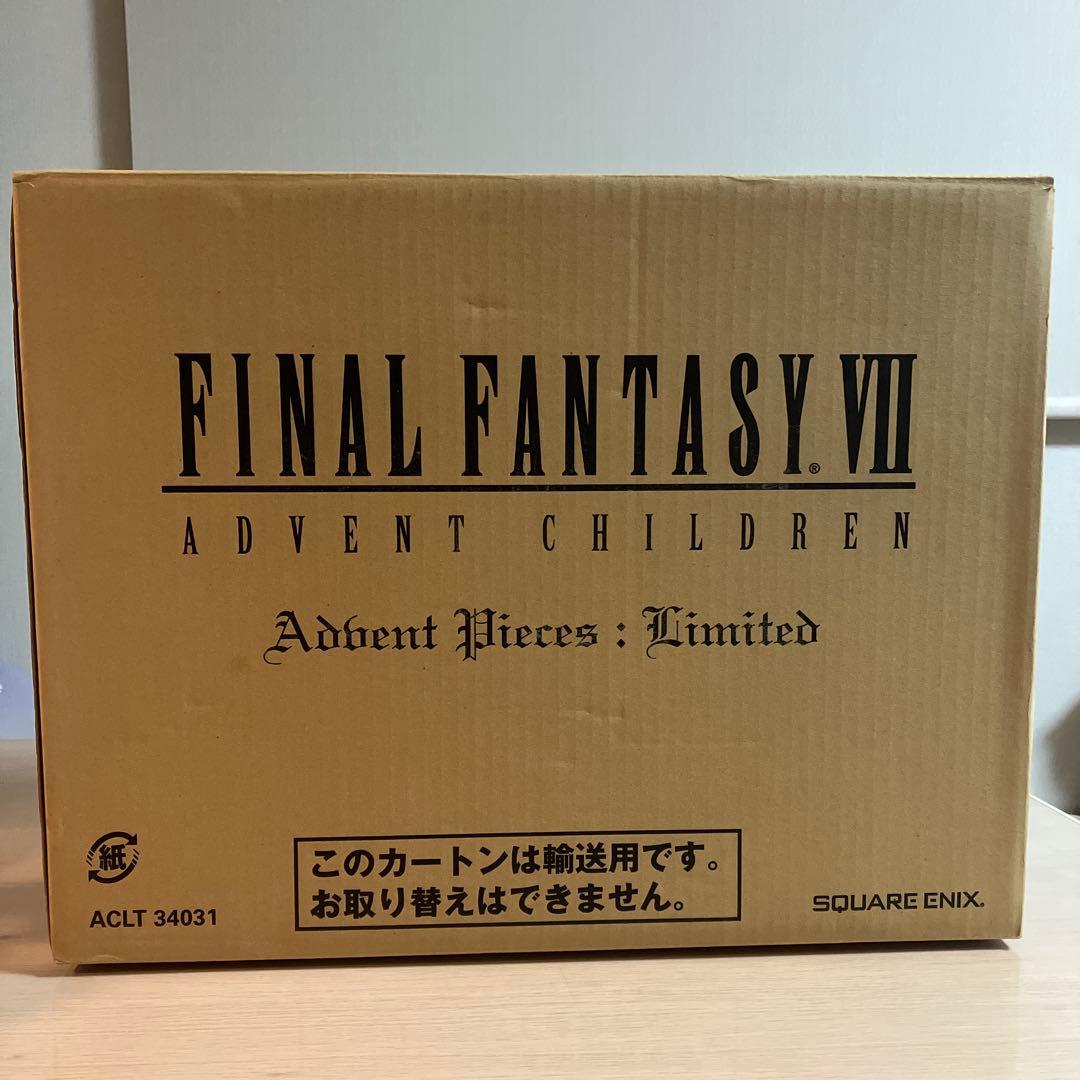 FINAL FANTASY® VII
ADVENT CHILDREN
Advent Pieces : Limited
紙
このカートンは輸送用です。
お取り替えはできません。
ACLT 34031
SQUARE ENIX®